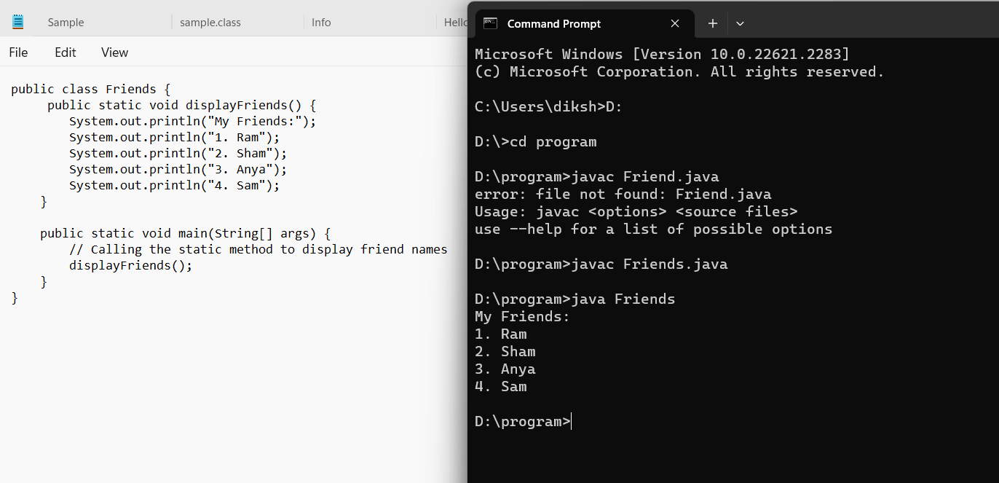 Sample
sample.class
Info
Hello
File
Edit
View
public class Friends {
public static void displayFriends() {
System.out.println("My Friends:");
System.out.println("1. Ram");
System.out.println("2. Sham");
System.out.println("3. Anya");
System.out.println("4. Sam");
}
public static void main(String[] args) {
// Calling the static method to display friend names
displayFriends();
}
}
Command Prompt
Microsoft Windows [Version 10.0.22621.2283]
(c) Microsoft Corporation. All rights reserved.
C:\Users\diksh>D:
D:\>cd program
D:\program>javac Friend.java
error: file not found: Friend.java
Usage: javac <options> <source files>
use --help for a list of possible options
D:\program>javac Friends.java
D:\program>java Friends
My Friends:
1. Ram
2. Sham
3. Anya
4. Sam
D:\program>